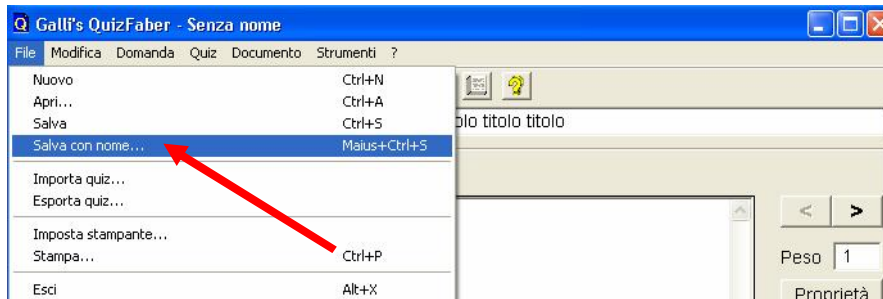 Galli's QuizFaber - Senza nome
File Modifica Domanda Quiz Documento Strumenti ?
Nuovo Ctrl+N
Apri... Ctrl+A
Salva Ctrl+S
olo titolo titolo
Salva con nome... Maius+Ctrl+S
Importa quiz...
Esporta quiz...
< >
Imposta stampante...
Stampa... Ctrl+P
Peso 1
Esci Alt+X
Proprietà